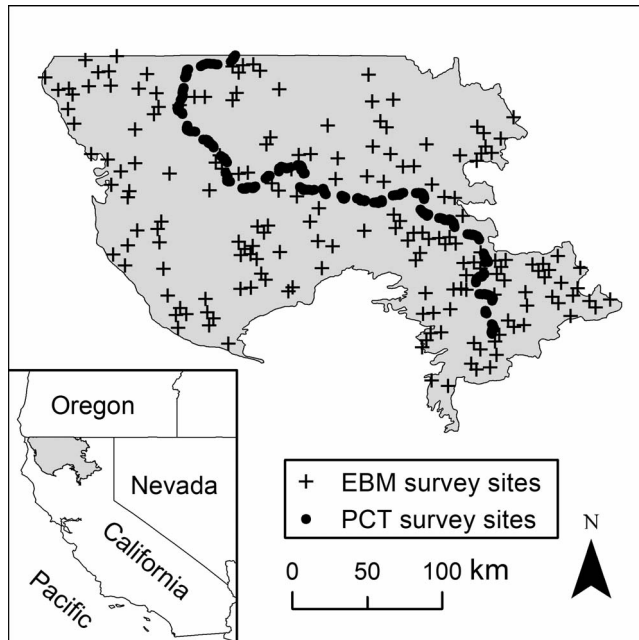 Oregon
Nevada
California
Pacific
+ EBM survey sites
● PCT survey sites
N
0 50 100 km